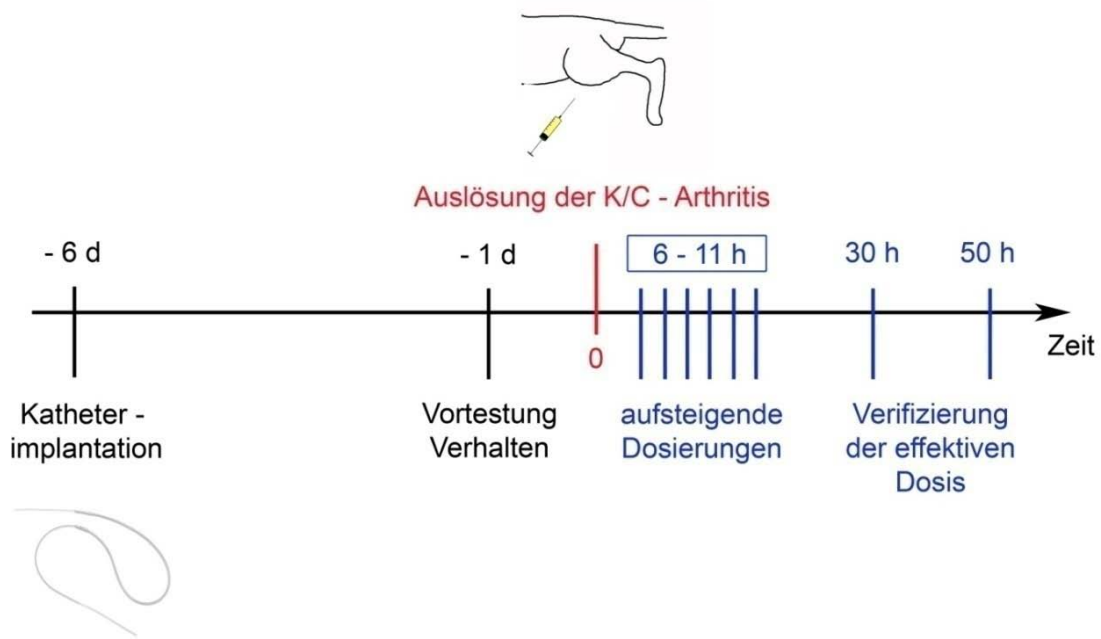 Auslösung der K/C - Arthritis
- 6 d
- 1 d
6 - 11 h
30 h
50 h
0
Zeit
Katheter -
implantation
Vortestung
Verhalten
aufsteigende
Dosierungen
Verifizierung
der effektiven
Dosis